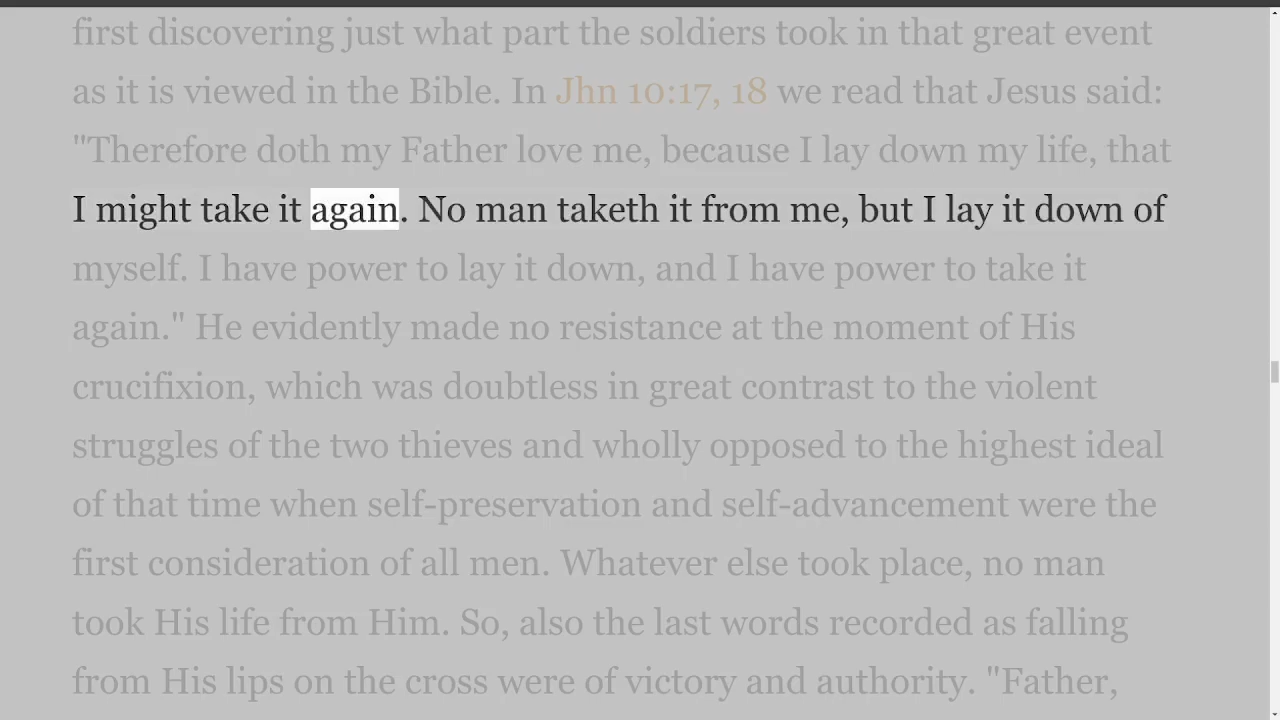 first discovering just what part the soldiers took in that great event
as it is viewed in the Bible. In Jhn 10:17, 18 we read that Jesus said:
"Therefore doth my Father love me, because I lay down my life, that
I might take it again. No man taketh it from me, but I lay it down of
myself. I have power to lay it down, and I have power to take it
again." He evidently made no resistance at the moment of His
crucifixion, which was doubtless in great contrast to the violent
struggles of the two thieves and wholly opposed to the highest ideal
of that time when self-preservation and self-advancement were the
first consideration of all men. Whatever else took place, no man
took His life from Him. So, also the last words recorded as falling
from His lips on the cross were of victory and authority. "Father,